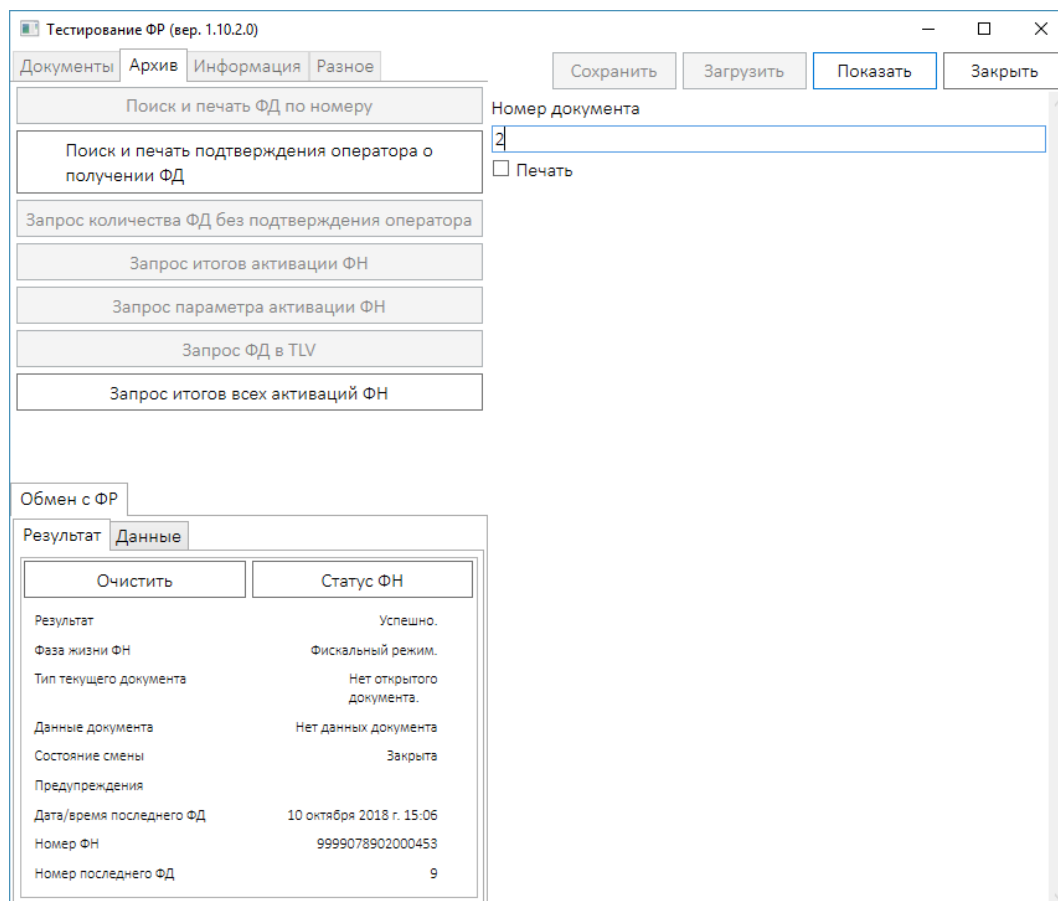 Тестирование ФР (вер. 1.10.2.0)
Документы Архив Информация Разное
Сохранить Загрузить Показать Закрыть
Поиск и печать ФД по номеру
Поиск и печать подтверждения оператора о
получении ФД
Запрос количества ФД без подтверждения оператора
Запрос итогов активации ФН
Запрос параметра активации ФН
Запрос ФД в TLV
Запрос итогов всех активаций ФН
Номер документа
2
Печать
Обмен с ФР
Результат Данные
Очистить Статус ФН
Результат Успешно.
Фаза жизни ФН Фискальный режим.
Тип текущего документа Нет открытого
документа.
Данные документа Нет данных документа
Состояние смены Закрыта
Предупреждения
Дата/время последнего ФД 10 октября 2018 г. 15:06
Номер ФН 9999078902000453
Номер последнего ФД 9